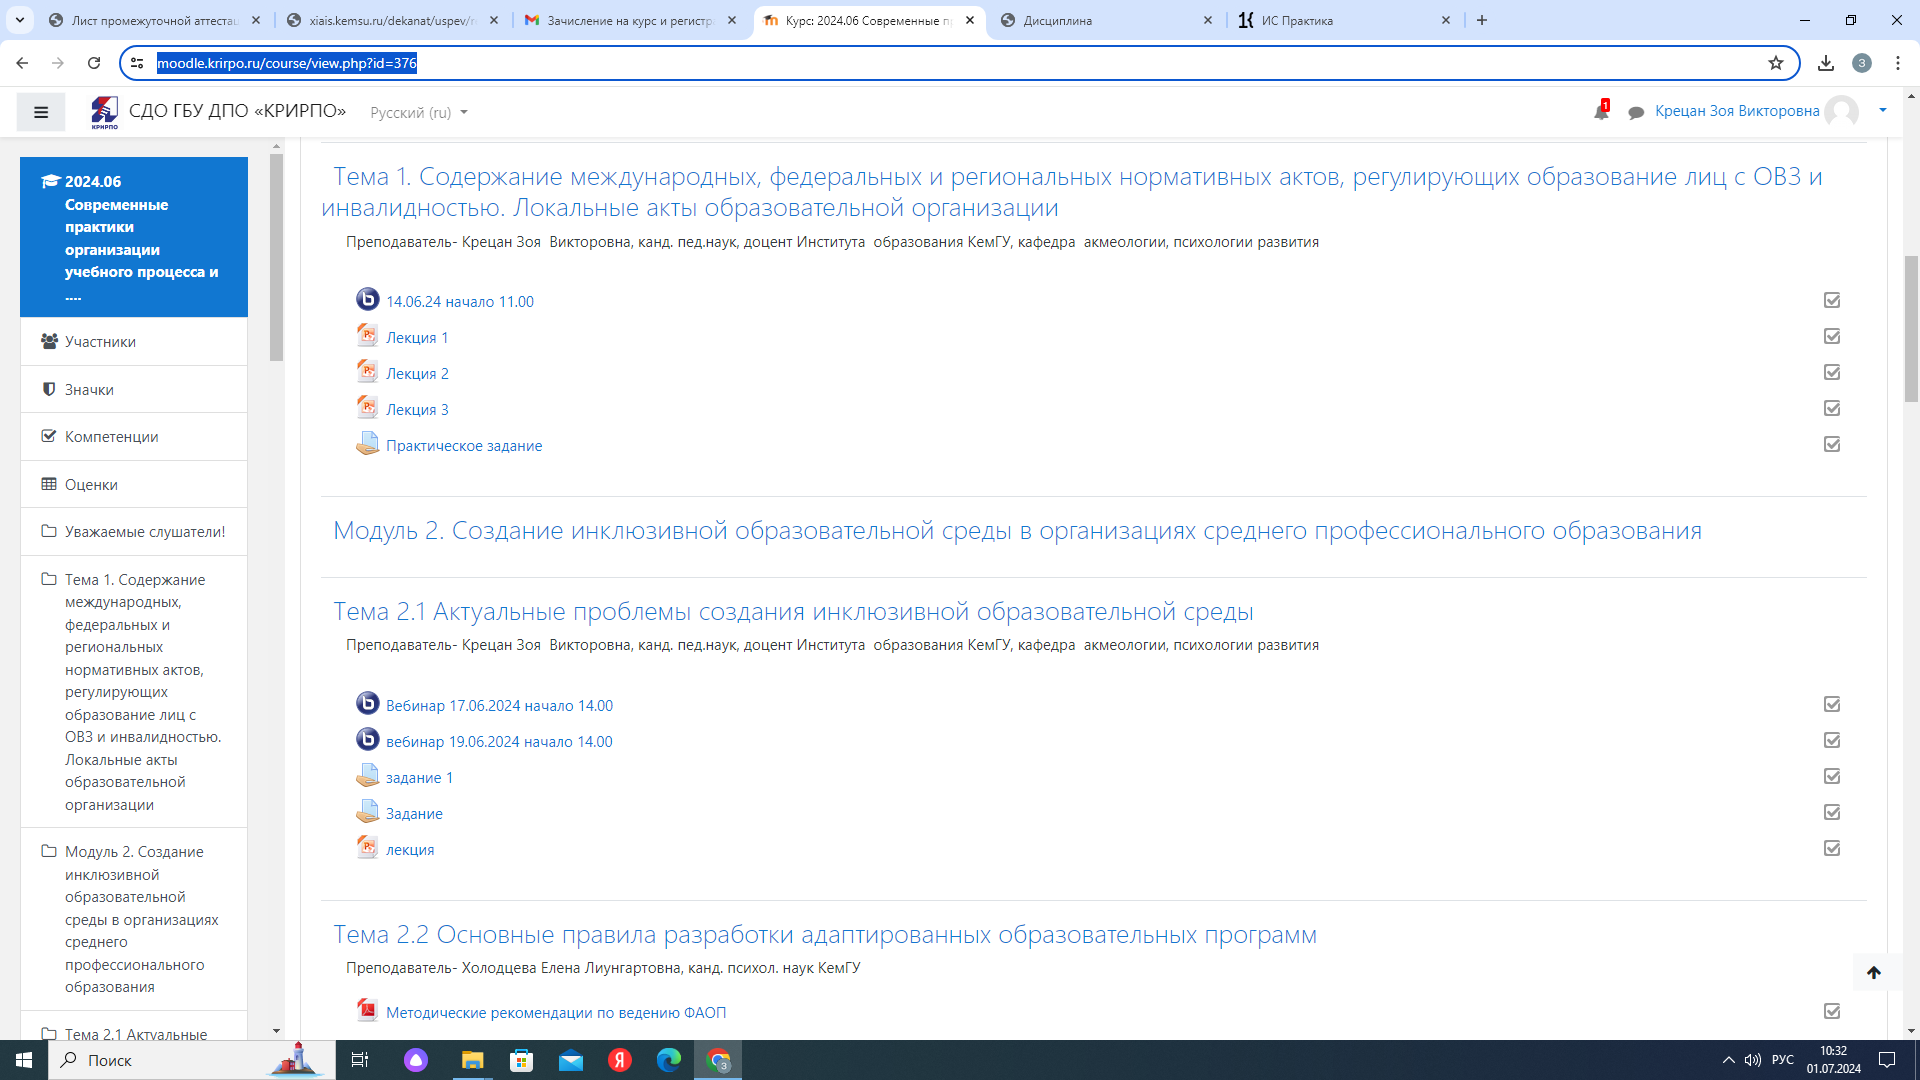 Лист промежуточной аттестац
xiais.kemsu.ru/dekanat/uspev/
Зачисление на курс и регистр
Курс: 2024.06 Современные п
Дисциплина
ИС Практика
moodle.krirpo.ru/course/view.php?id=376
3
КРИРПО
СДО ГБУ ДПО «КРИРПО»
Русский (ru)
1
Крецан Зоя Викторовна
2024.06
Современные
практики
организации
учебного процесса и
....
Участники
Значки
Компетенции
Оценки
Уважаемые слушатели!
Тема 1. Содержание
международных,
федеральных и
региональных
нормативных актов,
регулирующих
образование лиц с
ОВЗ и инвалидностью.
Локальные акты
образовательной
организации
Модуль 2. Создание
инклюзивной
образовательной
среды в организациях
среднего
профессионального
образования
Тема 2.1 Актуальные
Тема 1. Содержание международных, федеральных и региональных нормативных актов, регулирующих образование лиц с ОВЗ и
инвалидностью. Локальные акты образовательной организации
Преподаватель- Крецан Зоя  Викторовна, канд. пед.наук, доцент Института  образования КемГУ, кафедра  акмеологии, психологии развития
14.06.24 начало 11.00
Лекция 1
Лекция 2
Лекция 3
Практическое задание
Модуль 2. Создание инклюзивной образовательной среды в организациях среднего профессионального образования
Тема 2.1 Актуальные проблемы создания инклюзивной образовательной среды
Преподаватель- Крецан Зоя  Викторовна, канд. пед.наук, доцент Института  образования КемГУ, кафедра  акмеологии, психологии развития
Вебинар 17.06.2024 начало 14.00
вебинар 19.06.2024 начало 14.00
задание 1
Задание
лекция
Тема 2.2 Основные правила разработки адаптированных образовательных программ
Преподаватель- Холодцева Елена Лиунгартовна, канд. психол. наук КемГУ
Методические рекомендации по ведению ФАОП
Поиск
3
РУС
10:32
01.07.2024